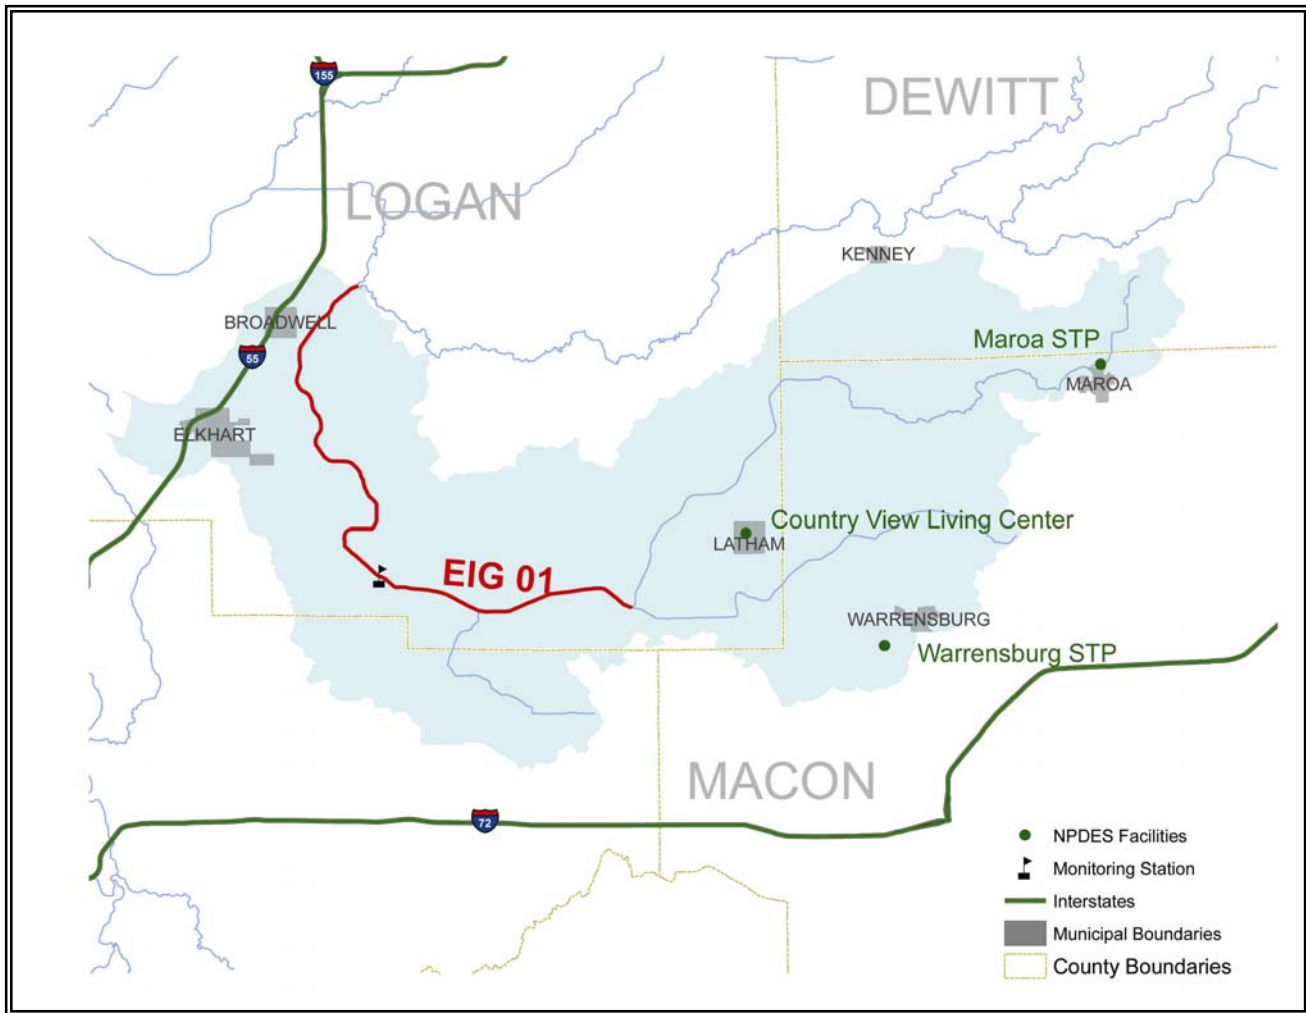 155
DEWITT
LOGAN
KENNEY
BROADWELL
Maroa STP
55
MAROA
ELKHART
Country View Living Center
LATHAM
EIG 01
WARRENSBURG
Warrensburg STP
MACON
72
NPDES Facilities
Monitoring Station
Interstates
Municipal Boundaries
County Boundaries